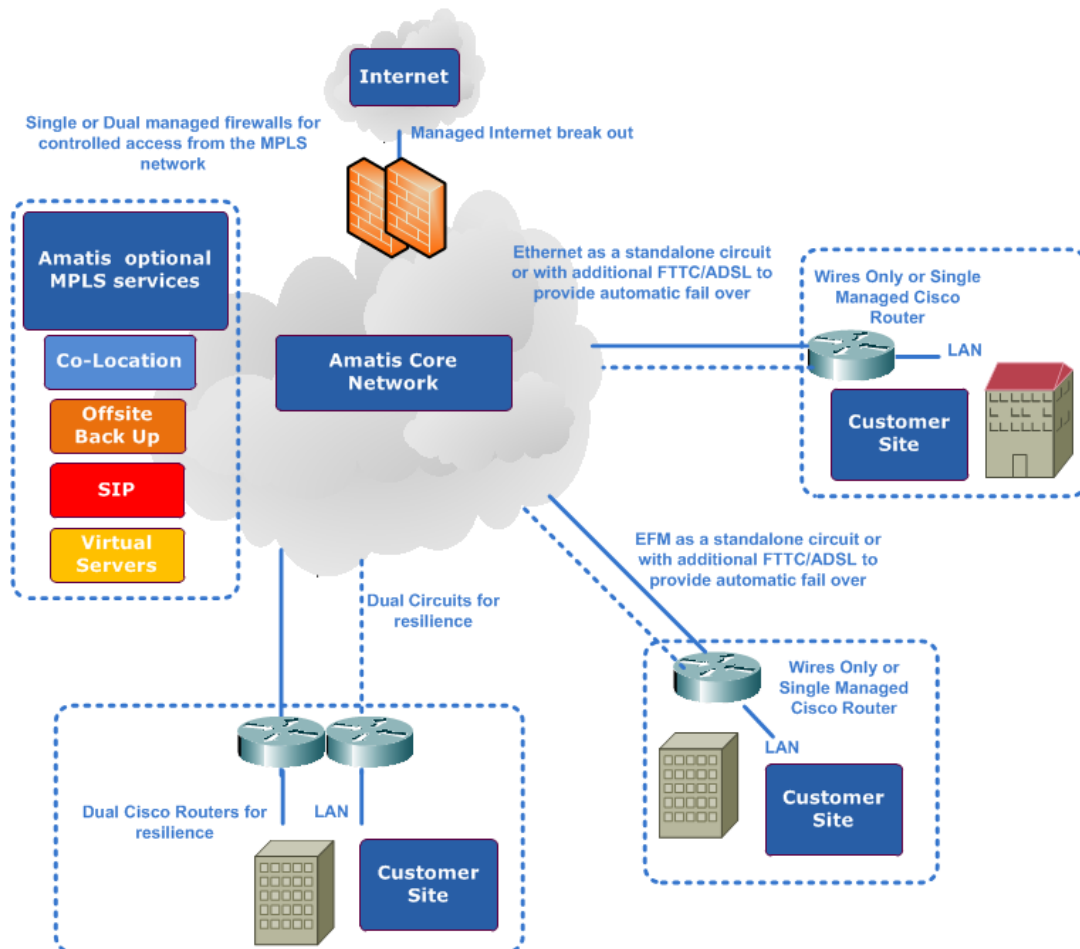 Internet
Single or Dual managed firewalls for
controlled access from the MPLS
network
Managed Internet break out
Amatis optional
MPLS services
Co-Location
Offsite
Back Up
SIP
Virtual
Servers
Amatis Core
Network
Ethernet as a standalone circuit
or with additional FTTC/ADSL to
provide automatic fail over
Wires Only or Single
Managed Cisco
Router
LAN
Customer
Site
EFM as a standalone circuit or
with additional FTTC/ADSL to
provide automatic fail over
Dual Circuits for
resilience
Wires Only or
Single Managed
Cisco Router
LAN
Customer
Site
Dual Cisco Routers for
resilience
LAN
Customer
Site